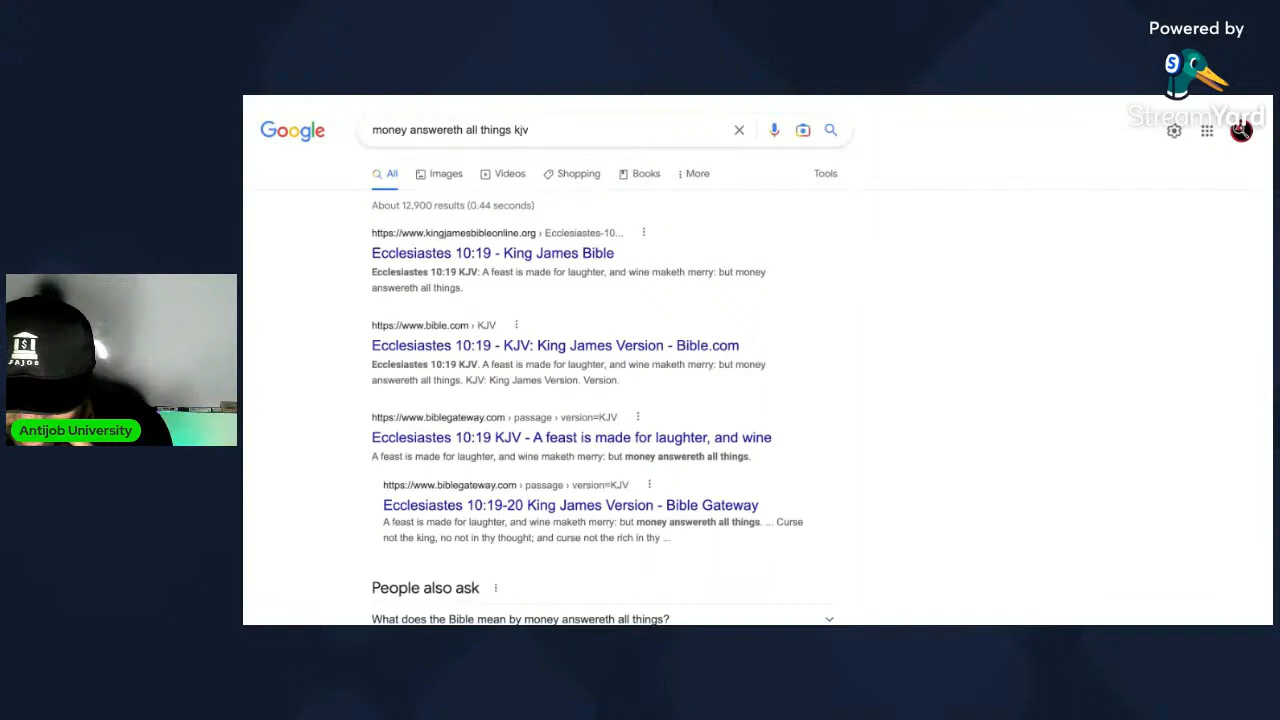 Powered by
S
StreamYard
Google
money answereth all things kjv
All
Images
Videos
Shopping
Books
More
Tools
About 12,900 results (0.44 seconds)
https://www.kingjamesbibleonline.org › Ecclesiastes-10...
Ecclesiastes 10:19 - King James Bible
Ecclesiastes 10:19 KJV: A feast is made for laughter, and wine maketh merry: but money
answereth all things.
https://www.bible.com › KJV
Ecclesiastes 10:19 - KJV: King James Version - Bible.com
Ecclesiastes 10:19 KJV. A feast is made for laughter, and wine maketh merry: but money
answereth all things. KJV: King James Version. Version.
https://www.biblegateway.com › passage › version=KJV
Ecclesiastes 10:19 KJV - A feast is made for laughter, and wine
A feast is made for laughter, and wine maketh merry: but money answereth all things.
https://www.biblegateway.com › passage › version=KJV
Ecclesiastes 10:19-20 King James Version - Bible Gateway
A feast is made for laughter, and wine maketh merry: but money answereth all things. ... Curse
not the king, no not in thy thought; and curse not the rich in thy ...
People also ask
What does the Bible mean by money answereth all things?
$
Antijob University